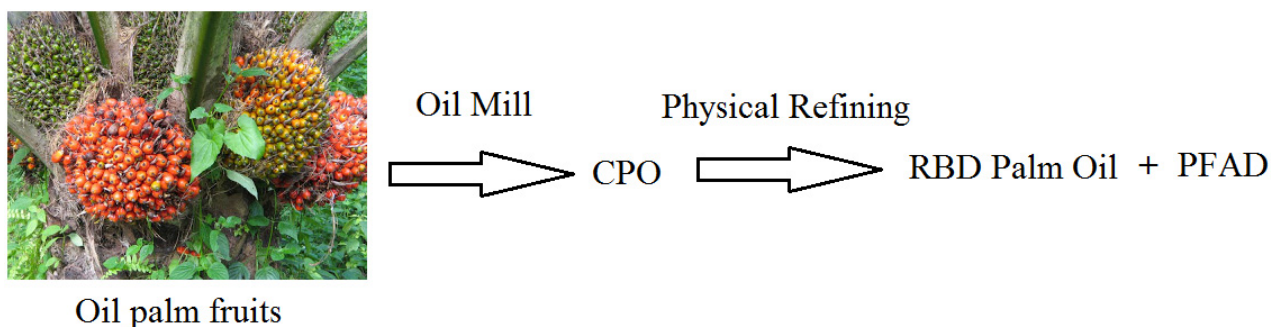 Oil Mill
Physical Refining
CPO
RBD Palm Oil + PFAD
Oil palm fruits